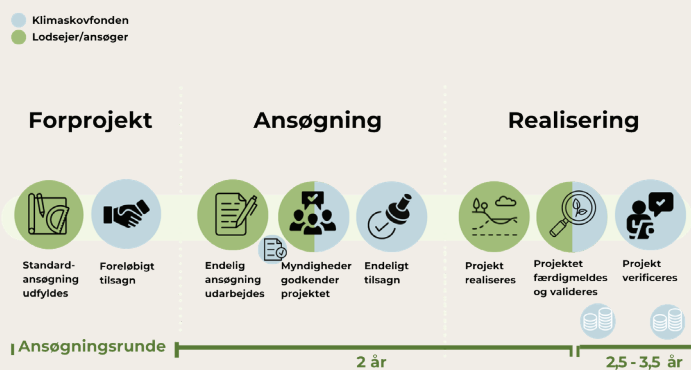 Klimaskovfonden
Lodsejer/ansøger
Forprojekt
Ansøgning
Realisering
Standard-
ansøgning
udfyldes
Foreløbigt
tilsagn
Endelig
ansøgning
udarbejdes
Myndigheder
godkender
projektet
Endeligt
tilsagn
Projekt
realiseres
Projektet
færdigmeldes
og valideres
Projekt
verificeres
Ansøgningsrunde
2 år
2,5 - 3,5 år